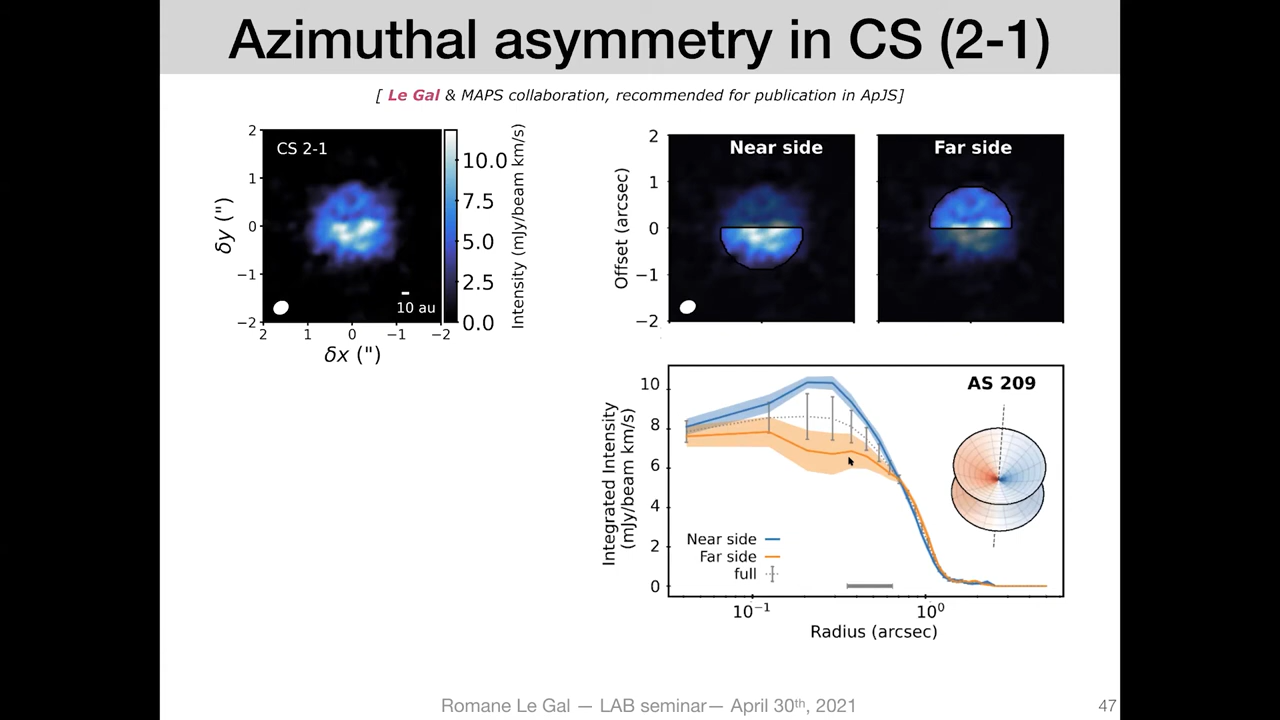 Azimuthal asymmetry in CS (2-1)
[ Le Gal & MAPS collaboration, recommended for publication in ApJS]
CS 2-1
2
1
0
−1
−2
δy (")
10 au
2
1
0
−1
−2
δx (")
10.0
7.5
5.0
2.5
0.0
Intensity (mJy/beam km/s)
Near side
Far side
2
1
0
−1
−2
Offset (arcsec)
AS 209
10
8
6
4
2
0
Integrated Intensity
(mJy/beam km/s)
Near side
Far side
full
10⁻¹
10⁰
Radius (arcsec)
Romane Le Gal — LAB seminar— April 30ᵗʰ, 2021
47